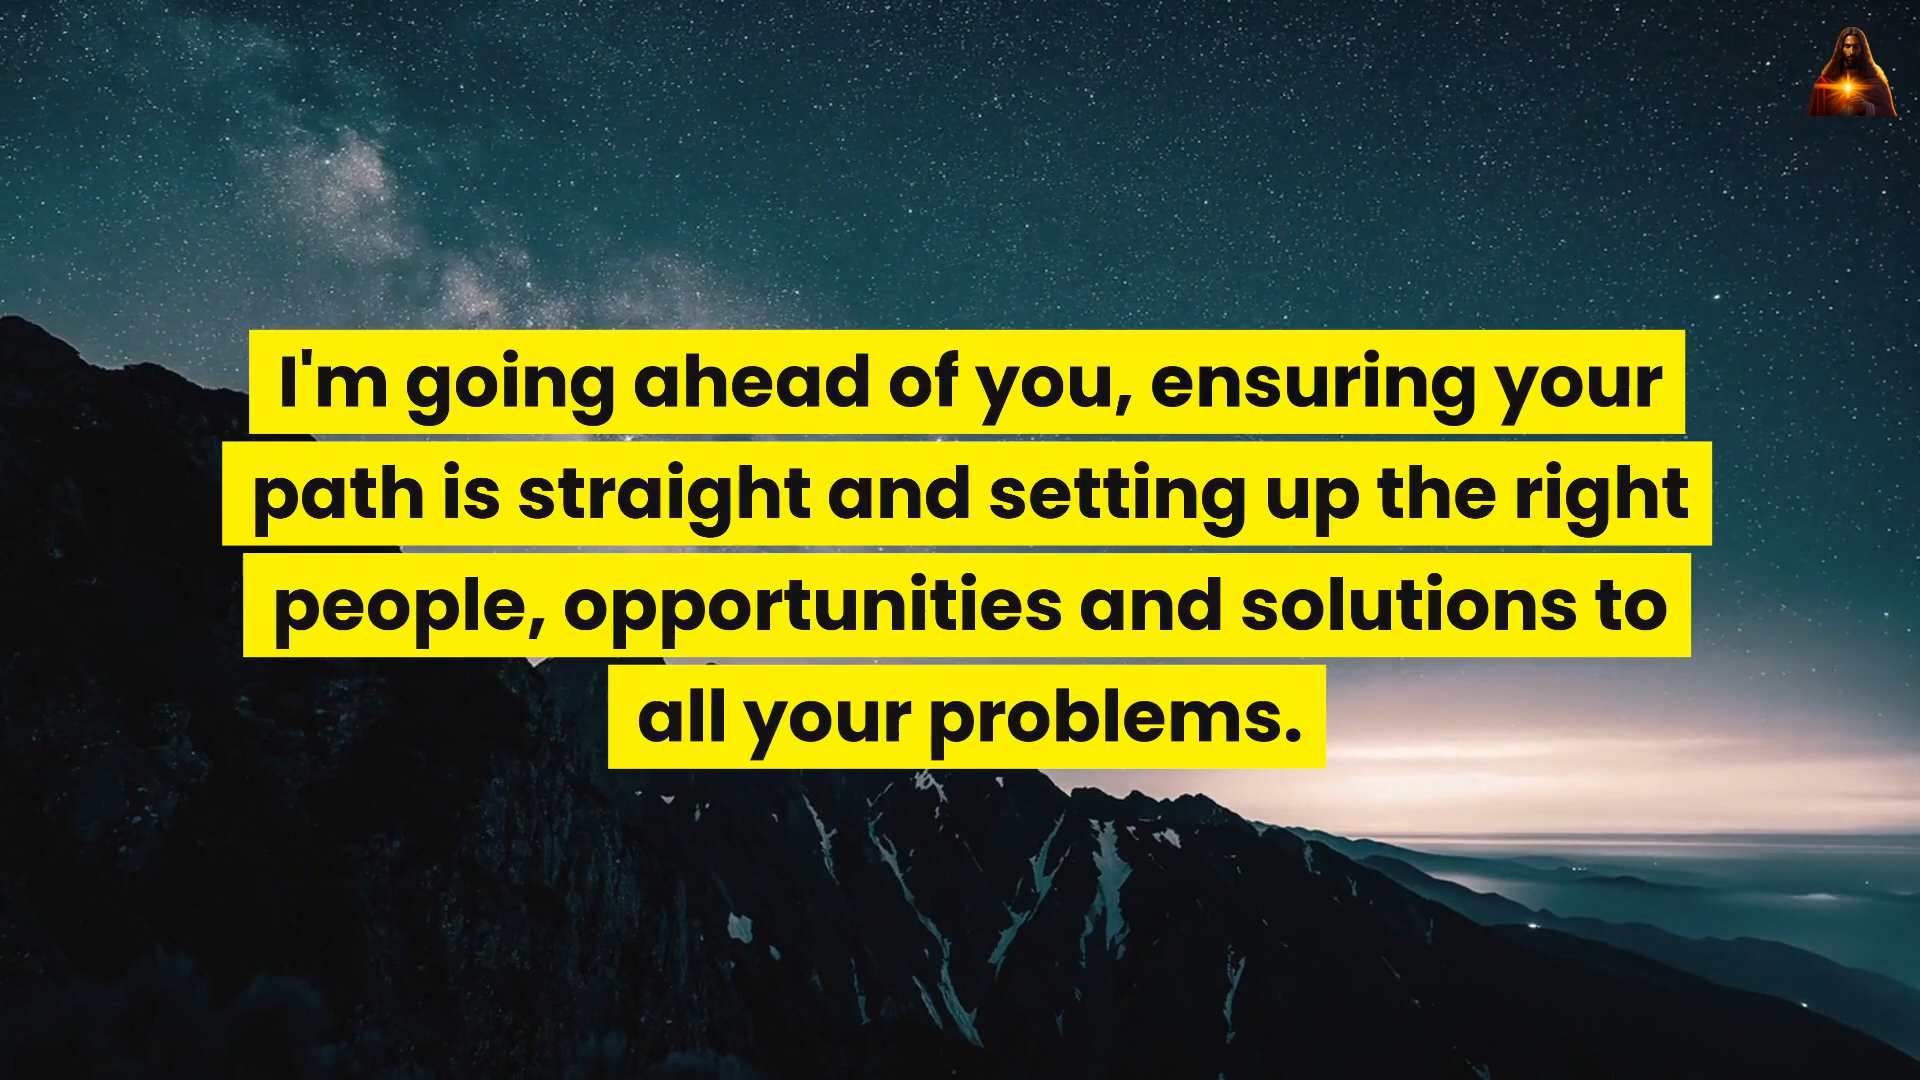 I'm going ahead of you, ensuring your
path is straight and setting up the right
people, opportunities and solutions to
all your problems.